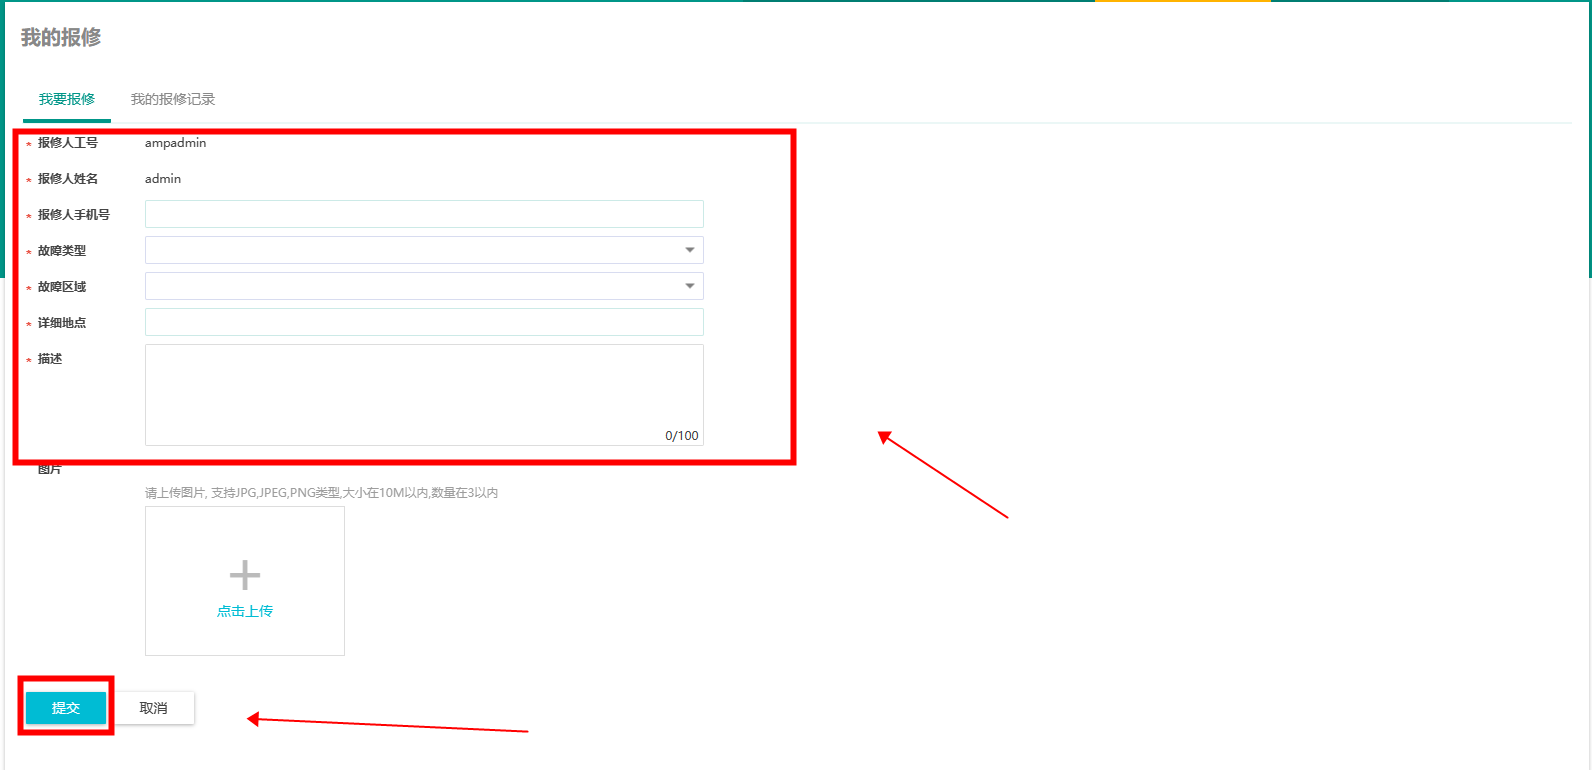 我的报修
我要报修 我的报修记录
* 报修人工号 ampadmin
* 报修人姓名 admin
* 报修人手机号
* 故障类型
* 故障区域
* 详细地点
* 描述
0/100
图片
请上传图片, 支持JPG,JPEG,PNG类型,大小在10M以内,数量在3以内
点击上传
提交 取消